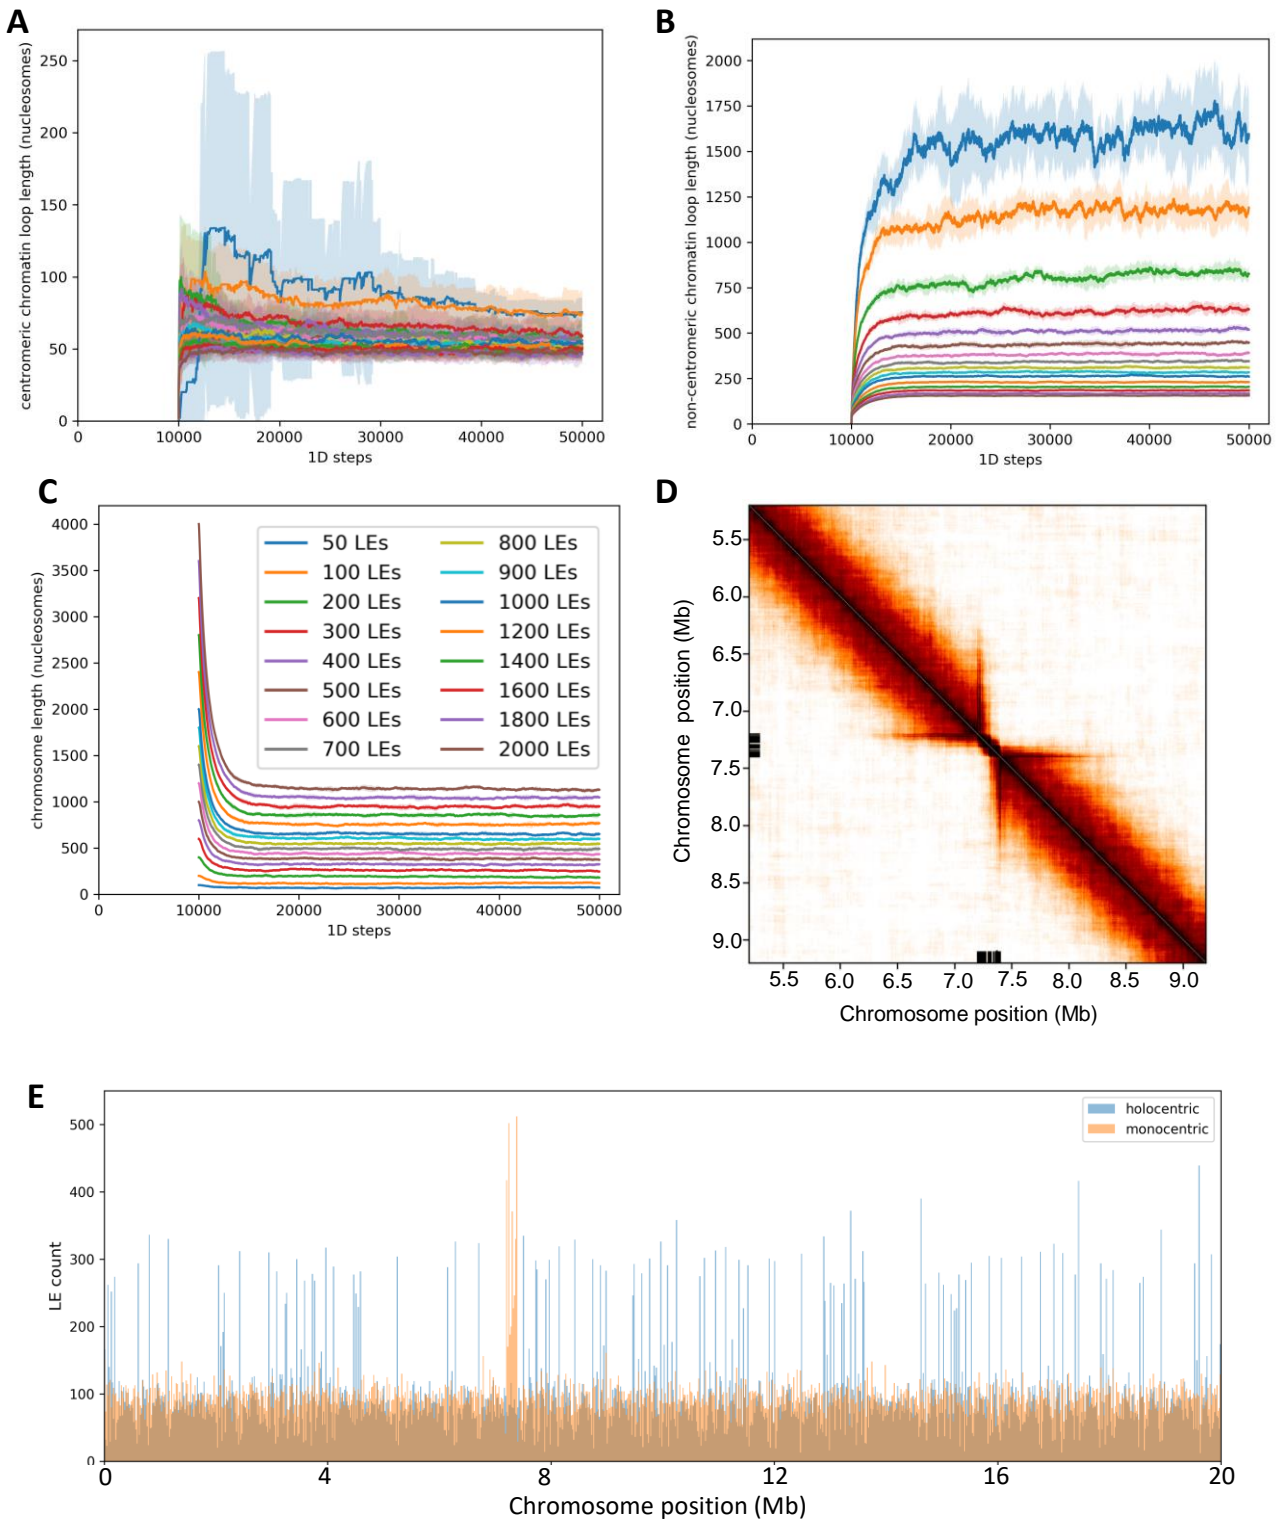 A
250
200
150
100
50
0
centromeric chromatin loop length (nucleosomes)
0 10000 20000 30000 40000 50000
1D steps
B
2000
1750
1500
1250
1000
750
500
250
0
non-centromeric chromatin loop length (nucleosomes)
0 10000 20000 30000 40000 50000
1D steps
C
4000
3500
3000
2500
2000
1500
1000
500
0
chromosome length (nucleosomes)
50 LEs
100 LEs
200 LEs
300 LEs
400 LEs
500 LEs
600 LEs
700 LEs
800 LEs
900 LEs
1000 LEs
1200 LEs
1400 LEs
1600 LEs
1800 LEs
2000 LEs
0 10000 20000 30000 40000 50000
1D steps
D
5.5
6.0
6.5
7.0
7.5
8.0
8.5
9.0
Chromosome position (Mb)
5.5 6.0 6.5 7.0 7.5 8.0 8.5 9.0
Chromosome position (Mb)
E
500
400
300
200
100
0
LE count
holocentric
monocentric
0 4 8 12 16 20
Chromosome position (Mb)